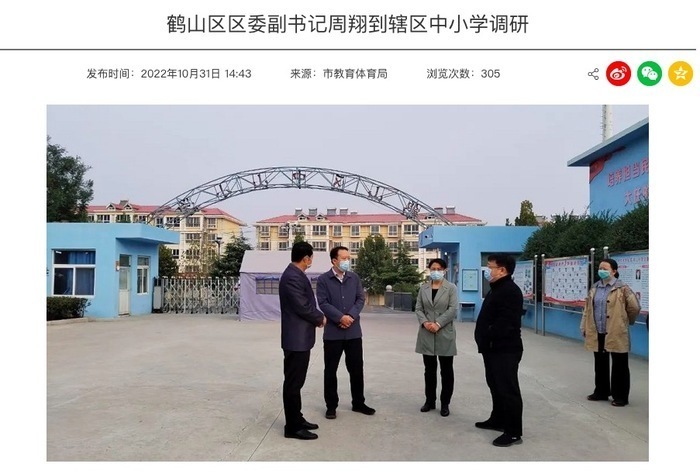 鹤山区区委副书记周翔到辖区中小学调研
发布时间：2022年10月31日 14:43
来源：市教育体育局
浏览次数：305